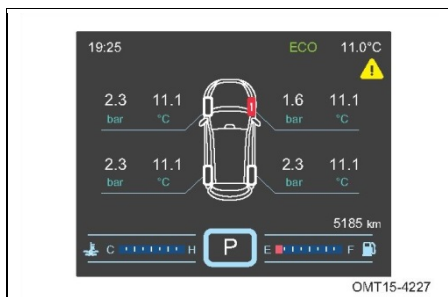 19:25 ECO 11.0°C
2.3 11.1 1.6 11.1
bar °C bar °C
2.3 11.1 2.3 11.1
bar °C bar °C
5185 km
C H P E F
OMT15-4227